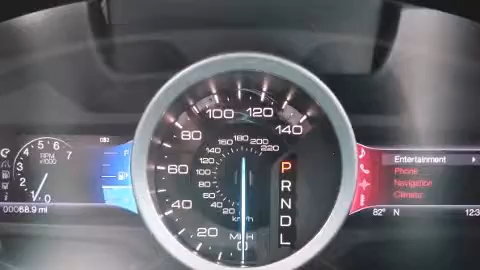 5 6
4 7
3
2
1
0
RPM
x1000
00068.9 mi
F
100 120
80 140
60
40
20
0
MPH
160 180 200
140 220
120
100
80
60
40
20
km/h
P
R
N
D
L
Entertainment
Phone
Navigation
Climate
82° N 12:3